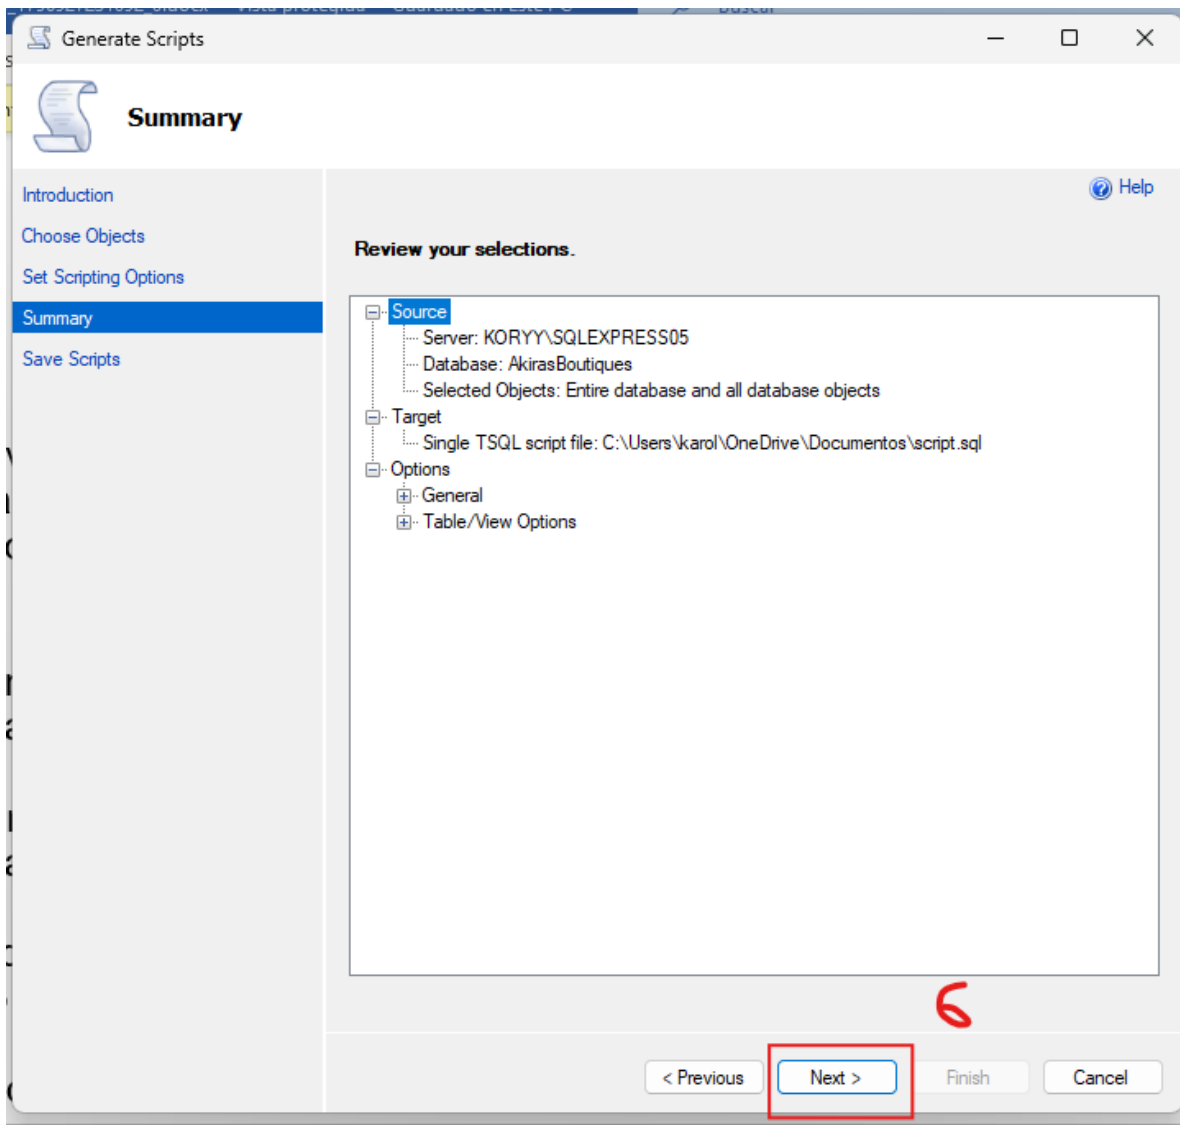 Generate Scripts
Summary
Introduction
Choose Objects
Set Scripting Options
Summary
Save Scripts
Help
Review your selections.
Source
Server: KORYY\SQLEXPRESS05
Database: AkirasBoutiques
Selected Objects: Entire database and all database objects
Target
Single TSQL script file: C:\Users\karol\OneDrive\Documentos\script.sql
Options
General
Table/View Options
6
< Previous
Next >
Finish
Cancel